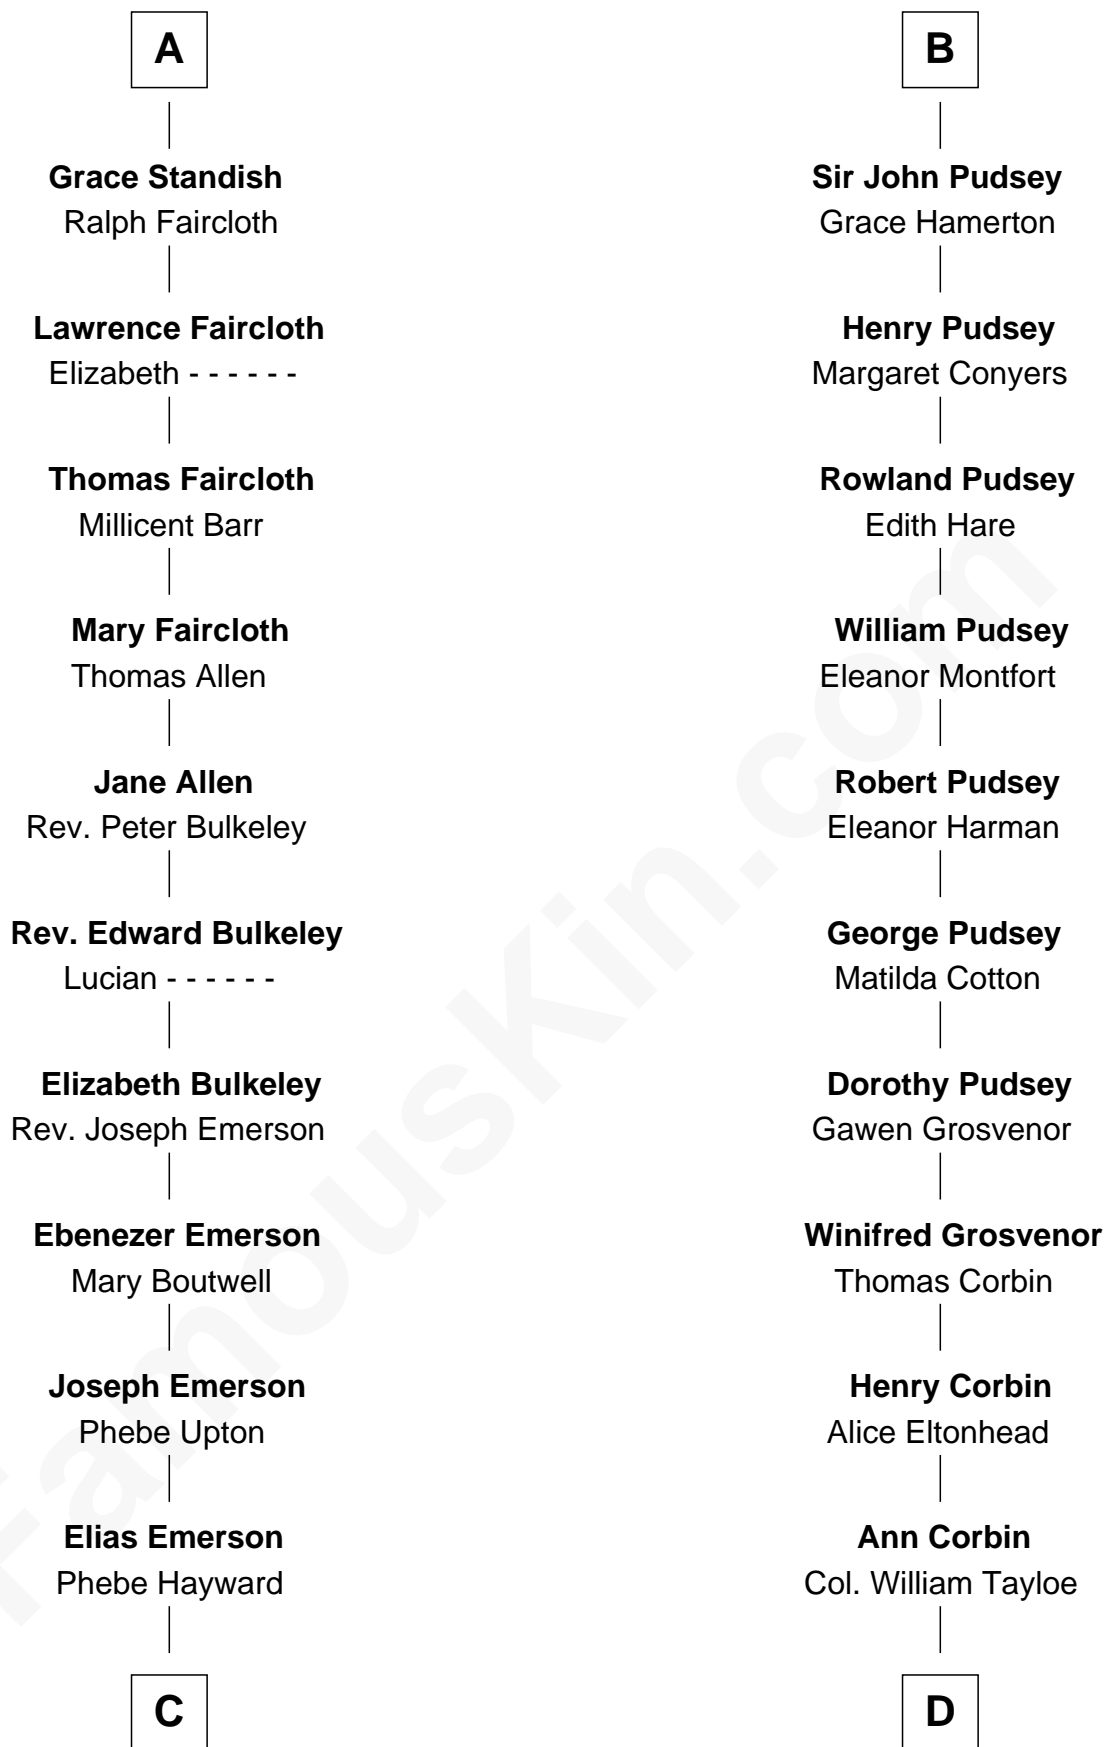 A
Grace Standish
Ralph Faircloth
Lawrence Faircloth
Elizabeth - - - - - -
Thomas Faircloth
Millicent Barr
Mary Faircloth
Thomas Allen
Jane Allen
Rev. Peter Bulkeley
Rev. Edward Bulkeley
Lucian - - - - - -
Elizabeth Bulkeley
Rev. Joseph Emerson
Ebenezer Emerson
Mary Boutwell
Joseph Emerson
Phebe Upton
Elias Emerson
Phebe Hayward
C
B
Sir John Pudsey
Grace Hamerton
Henry Pudsey
Margaret Conyers
Rowland Pudsey
Edith Hare
William Pudsey
Eleanor Montfort
Robert Pudsey
Eleanor Harman
George Pudsey
Matilda Cotton
Dorothy Pudsey
Gawen Grosvenor
Winifred Grosvenor
Thomas Corbin
Henry Corbin
Alice Eltonhead
Ann Corbin
Col. William Tayloe
D
FamousKin.com